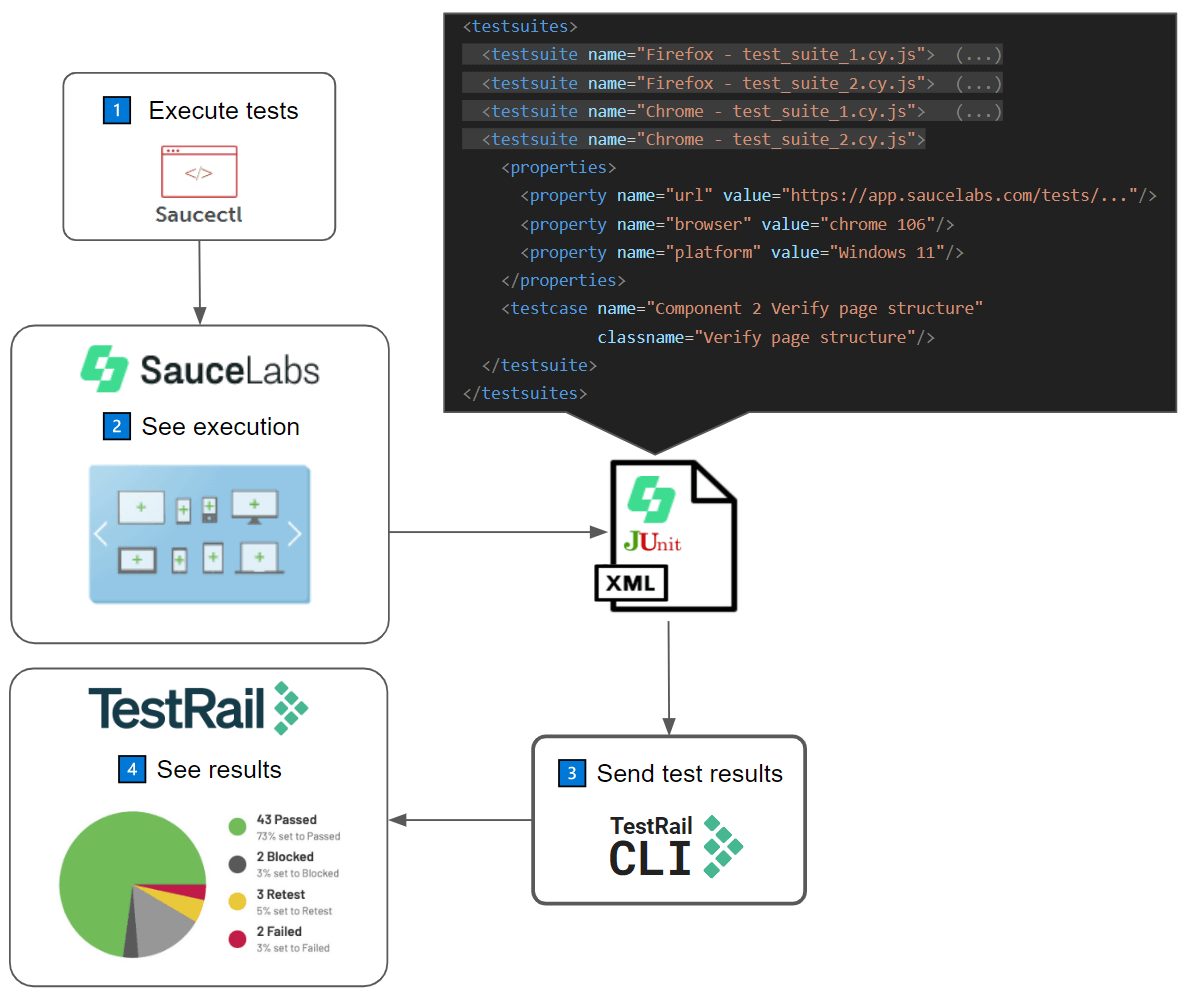 1 Execute tests
</>
Saucectl
<testsuites>
<testsuite name="Firefox - test_suite_1.cy.js"> (...)
<testsuite name="Firefox - test_suite_2.cy.js"> (...)
<testsuite name="Chrome - test_suite_1.cy.js"> (...)
<testsuite name="Chrome - test_suite_2.cy.js">
<properties>
<property name="url" value="https://app.saucelabs.com/tests/..."/>
<property name="browser" value="chrome 106"/>
<property name="platform" value="Windows 11"/>
</properties>
<testcase name="Component 2 Verify page structure"
classname="Verify page structure"/>
</testsuite>
</testsuites>
SauceLabs
2 See execution
JUnit
XML
3 Send test results
TestRail
CLI
TestRail
4 See results
43 Passed
73% set to Passed
2 Blocked
3% set to Blocked
3 Retest
5% set to Retest
2 Failed
3% set to Failed